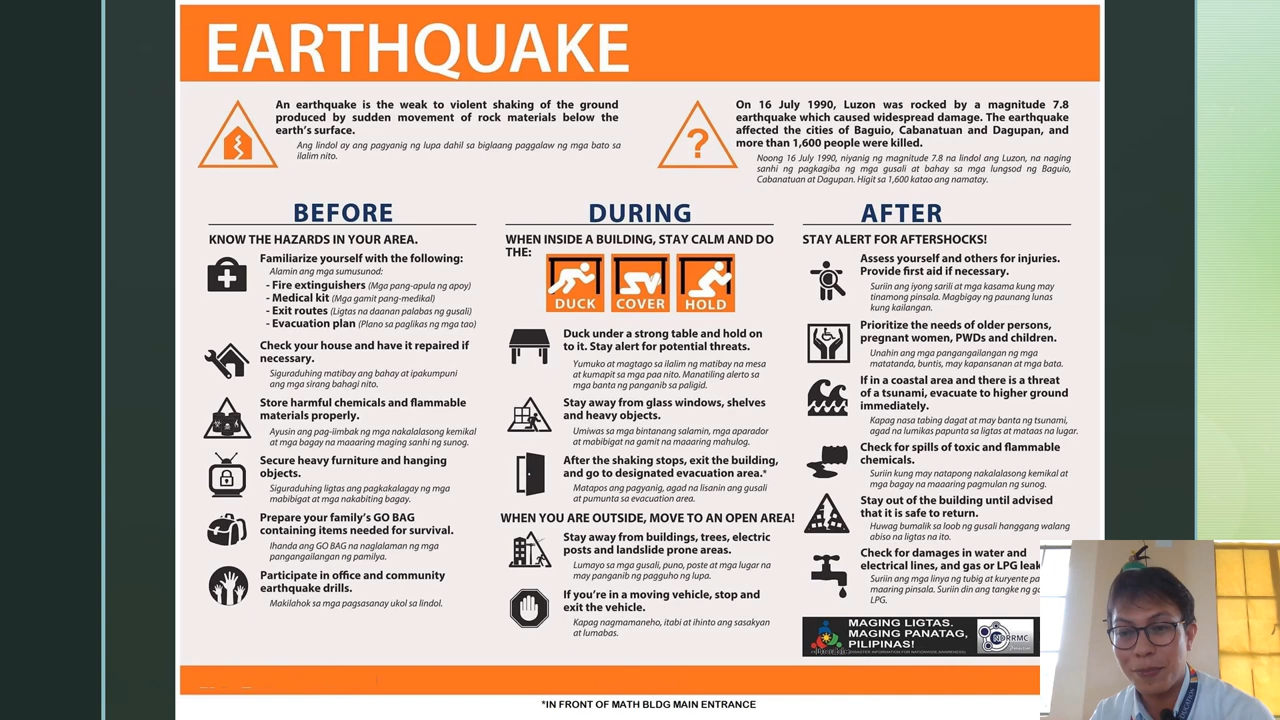 EARTHQUAKE
An earthquake is the weak to violent shaking of the ground
produced by sudden movement of rock materials below the
earth's surface.
Ang lindol ay ang pagyanig ng lupa dahil sa biglaang paggalaw ng mga bato sa
ilalim nito.
On 16 July 1990, Luzon was rocked by a magnitude 7.8
earthquake which caused widespread damage. The earthquake
affected the cities of Baguio, Cabanatuan and Dagupan, and
more than 1,600 people were killed.
Noong 16 July 1990, niyanig ng magnitude 7.8 na lindol ang Luzon, na naging
sanhi ng pagkagiba ng mga gusali at bahay sa mga lungsod ng Baguio,
Cabanatuan at Dagupan. Higit sa 1,600 katao ang namatay.
BEFORE
KNOW THE HAZARDS IN YOUR AREA.
Familiarize yourself with the following:
Alamin ang mga sumusunod:
- Fire extinguishers (Mga pang-apula ng apoy)
- Medical kit (Mga gamit pang-medikal)
- Exit routes (Ligtas na daanan palabas ng gusali)
- Evacuation plan (Plano sa paglikas ng mga tao)
Check your house and have it repaired if
necessary.
Siguraduhing matibay ang bahay at ipakumpuni
ang mga sirang bahagi nito.
Store harmful chemicals and flammable
materials properly.
Ayusin ang pag-iimbak ng mga nakalalasong kemikal
at mga bagay na maaaring maging sanhi ng sunog.
Secure heavy furniture and hanging
objects.
Siguraduhing ligtas ang pagkakalagay ng mga
mabibigat at mga nakabiting bagay.
Prepare your family's GO BAG
containing items needed for survival.
Ihanda ang GO BAG na naglalaman ng mga
pangangailangan ng pamilya.
Participate in office and community
earthquake drills.
Makilahok sa mga pagsasanay ukol sa lindol.
DURING
WHEN INSIDE A BUILDING, STAY CALM AND DO
THE:
DUCK
COVER
HOLD
Duck under a strong table and hold on
to it. Stay alert for potential threats.
Yumuko at magtago sa ilalim ng matibay na mesa
at kumapit sa mga paa nito. Manatiling alerto sa
mga banta ng panganib sa paligid.
Stay away from glass windows, shelves
and heavy objects.
Umiwas sa mga bintanang salamin, mga aparador
at mabibigat na gamit na maaaring mahulog.
After the shaking stops, exit the building,
and go to designated evacuation area.*
Matapos ang pagyanig, agad na lisanin ang gusali
at pumunta sa evacuation area.
WHEN YOU ARE OUTSIDE, MOVE TO AN OPEN AREA!
Stay away from buildings, trees, electric
posts and landslide prone areas.
Lumayo sa mga gusali, puno, poste at mga lugar na
may panganib ng pagguho ng lupa.
If you're in a moving vehicle, stop and
exit the vehicle.
Kapag nagmamaneho, itabi at ihinto ang sasakyan
at lumabas.
AFTER
STAY ALERT FOR AFTERSHOCKS!
Assess yourself and others for injuries.
Provide first aid if necessary.
Suriin ang iyong sarili at mga kasama kung may
tinamong pinsala. Magbigay ng paunang lunas
kung kailangan.
Prioritize the needs of older persons,
pregnant women, PWDs and children.
Unahin ang mga pangangailangan ng mga
matatanda, buntis, may kapansanan at mga bata.
If in a coastal area and there is a threat
of a tsunami, evacuate to higher ground
immediately.
Kapag nasa tabing dagat at may banta ng tsunami,
agad na lumikas papunta sa ligtas at mataas na lugar.
Check for spills of toxic and flammable
chemicals.
Suriin kung may natapong nakalalasong kemikal at
mga bagay na maaaring pagmulan ng sunog.
Stay out of the building until advised
that it is safe to return.
Huwag bumalik sa loob ng gusali hanggang walang
abiso na ligtas na ito.
Check for damages in water and
electrical lines, and gas or LPG leak
Suriin ang mga linya ng tubig at kuryente
maaring pinsala. Suriin din ang tangke ng
LPG.
MAGING LIGTAS.
MAGING PANATAG,
PILIPINAS!
*IN FRONT OF MATH BLDG MAIN ENTRANCE